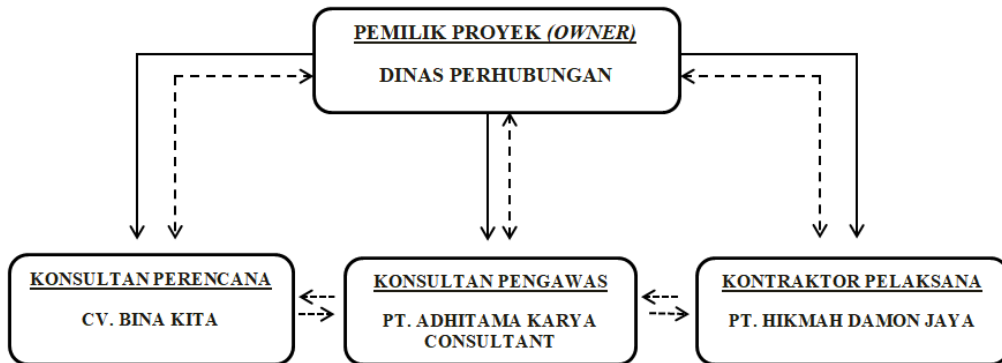 PEMILIK PROYEK (OWNER)
DINAS PERHUBUNGAN
KONSULTAN PERENCANA
CV. BINA KITA
KONSULTAN PENGAWAS
PT. ADHITAMA KARYA
CONSULTANT
KONTRAKTOR PELAKSANA
PT. HIKMAH DAMON JAYA